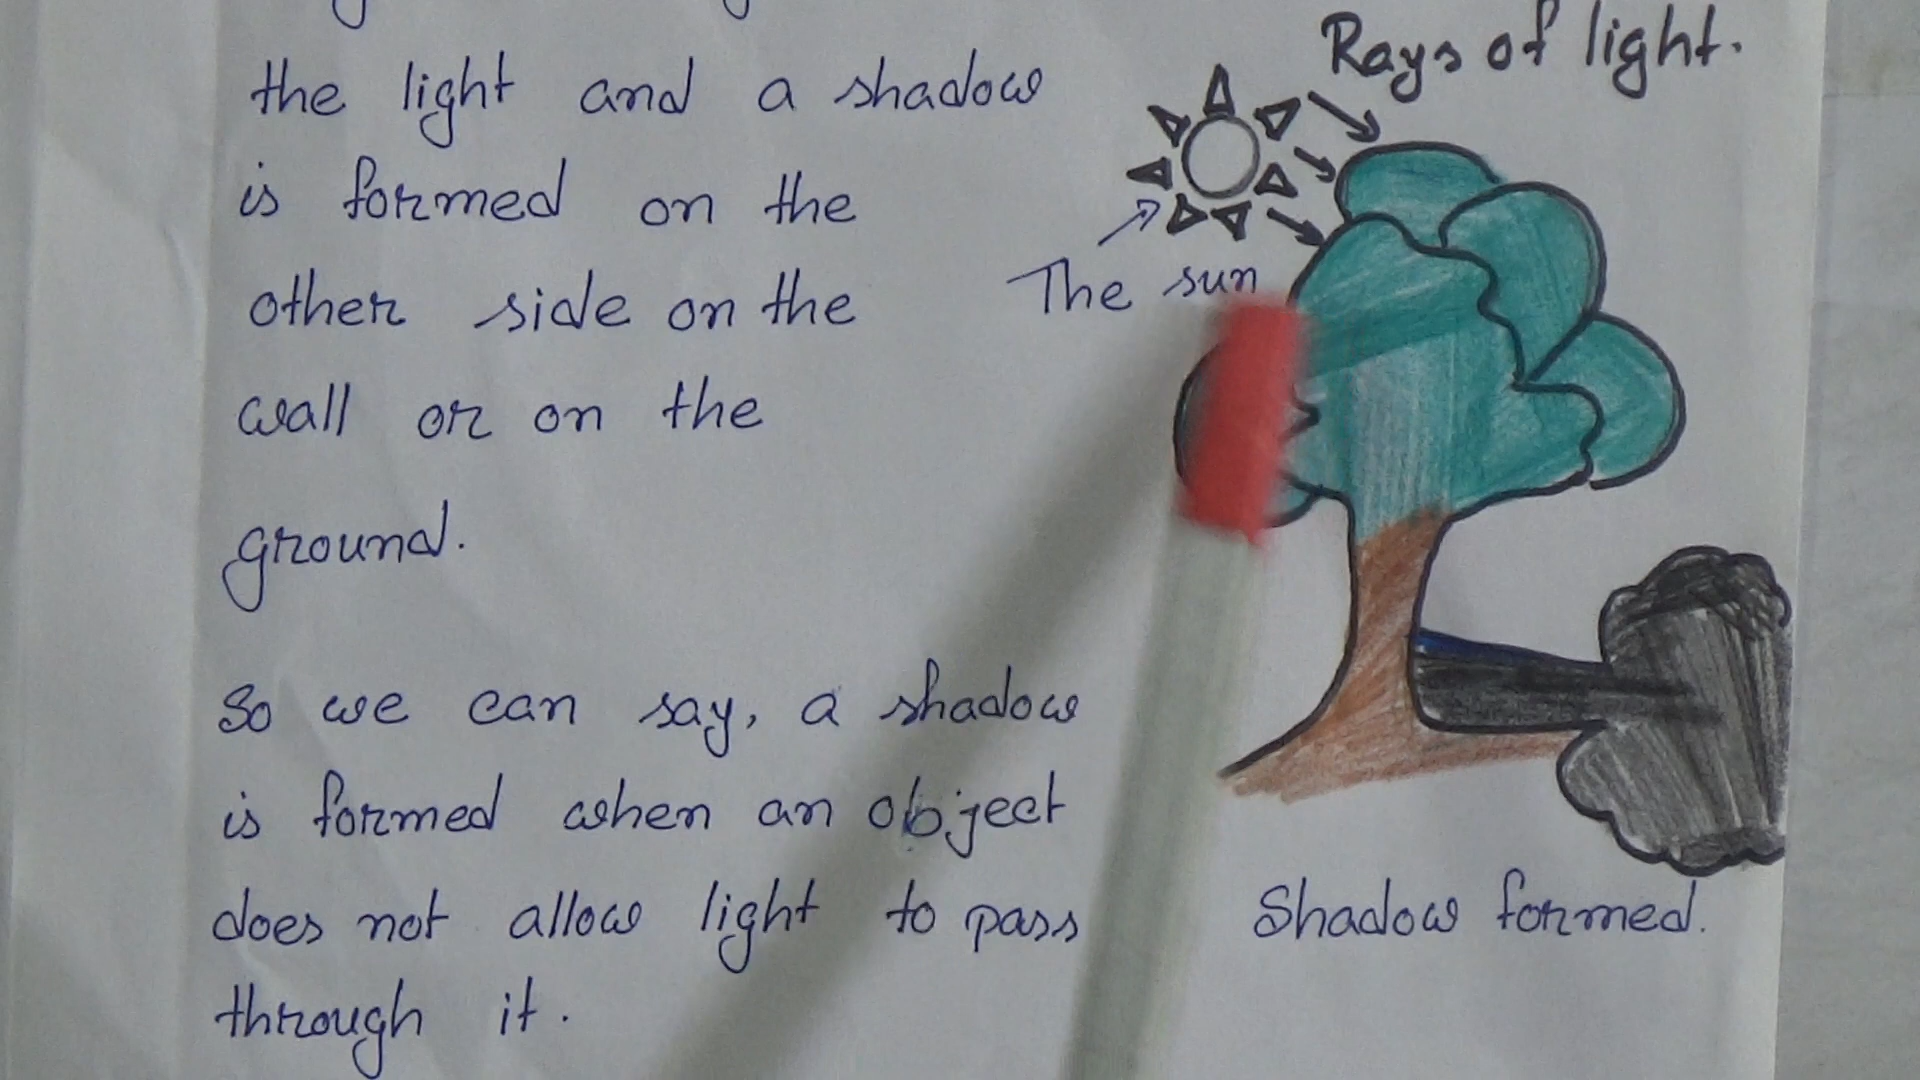 the light and a shadow
is formed on the
other side on the
wall or on the
ground.
So we can say, a shadow
is formed when an object
does not allow light to pass
through it.
Rays of light.
The sun
Shadow formed.